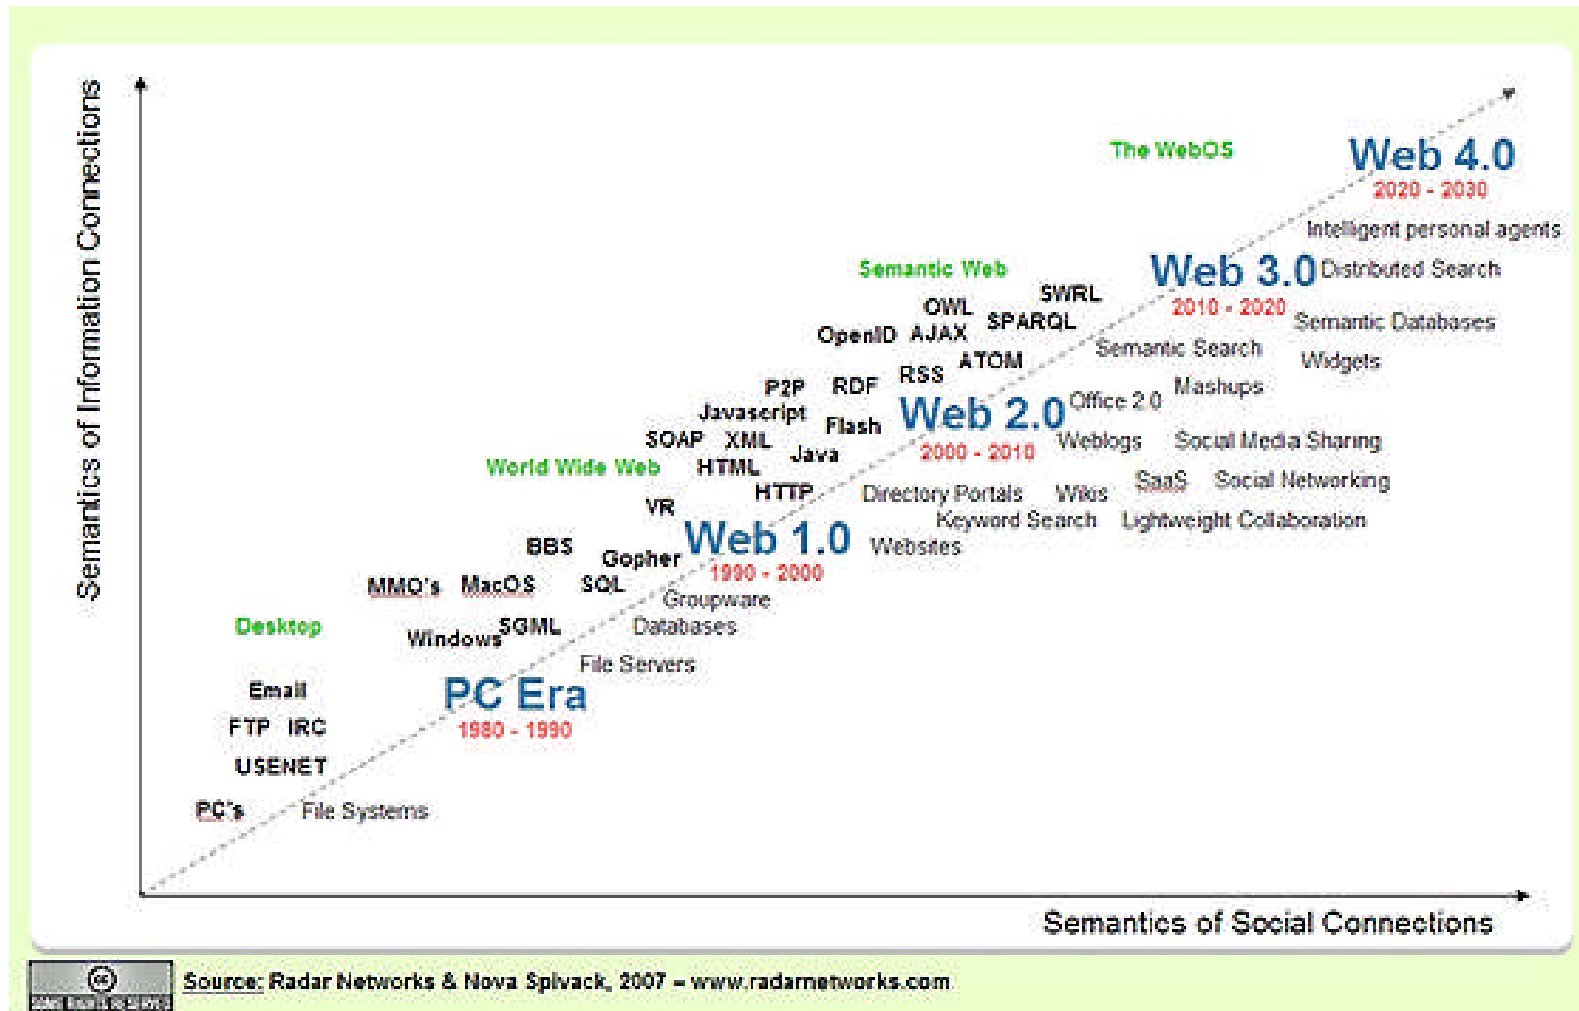 Semantics of Information Connections
The WebOS
Web 4.0
2020 - 2030
Intelligent personal agents
Semantic Web
Web 3.0
Distributed Search
2010 - 2020
SWRL
OWL
SPARQL
Semantic Databases
OpenID AJAX
Semantic Search
Widgets
ATOM
RSS
P2P
RDF
Mashups
Office 2.0
Javascript
Web 2.0
Flash
2000 - 2010
SOAP
XML
Java
Weblogs
Social Media Sharing
World Wide Web
HTML
SaaS
Social Networking
HTTP
Directory Portals
Wikis
VR
Keyword Search
Lightweight Collaboration
Web 1.0
Websites
1990 - 2000
BBS
Gopher
MMO's
MacOS
SQL
Groupware
Desktop
Windows
SGML
Databases
File Servers
PC Era
1980 - 1990
Email
FTP IRC
USENET
PC's
File Systems
Semantics of Social Connections
cc
Source: Radar Networks & Nova Spivack, 2007 – www.radarnetworks.com